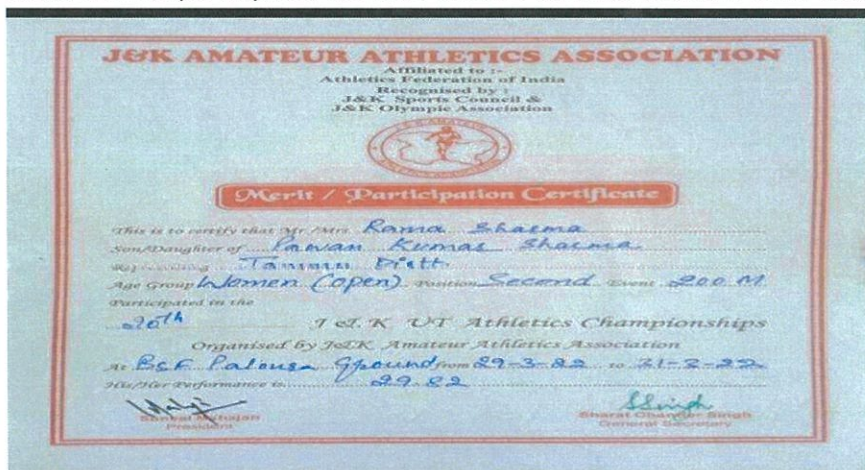 J&K AMATEUR ATHLETICS ASSOCIATION
Affiliated to :-
Athletics Federation of India
Recognised by :
J&K Sports Council &
J&K Olympic Association
Merit / Participation Certificate
This is to certify that Mr./Mrs. Rama Sharma
Son/Daughter of Pawan Kumar Sharma
Representing Jammu Distt.
Age Group Women (open) Position Second Event 200 M
Participated in the
20th J & K UT Athletics Championships
Organised by J&K Amateur Athletics Association
At BSF Paloura Ground from 29-3-22 to 31-3-22
His/Her Performance is 29.82
Mahajan
President
Sharat Chander Singh
General Secretary